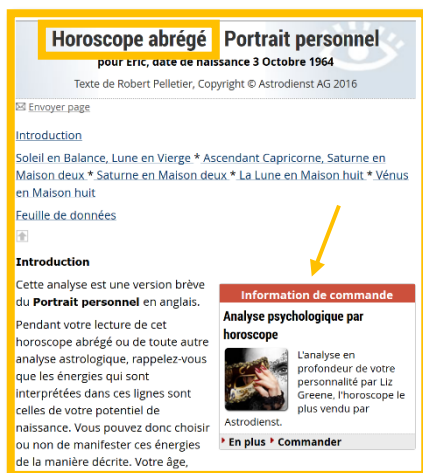 Horoscope abrégé Portrait personnel
pour Eric, date de naissance 3 Octobre 1964
Texte de Robert Pelletier, Copyright © Astrodienst AG 2016
Envoyer page
Introduction
Soleil en Balance, Lune en Vierge * Ascendant Capricorne, Saturne en
Maison deux * Saturne en Maison deux * La Lune en Maison huit * Vénus
en Maison huit
Feuille de données
Introduction
Cette analyse est une version brève
du Portrait personnel en anglais.
Pendant votre lecture de cet
horoscope abrégé ou de toute autre
analyse astrologique, rappelez-vous
que les énergies qui sont
interprétées dans ces lignes sont
celles de votre potentiel de
naissance. Vous pouvez donc choisir
ou non de manifester ces énergies
de la manière décrite. Votre âge,
Information de commande
Analyse psychologique par
horoscope
L'analyse en
profondeur de votre
personnalité par Liz
Greene, l'horoscope le
plus vendu par
Astrodienst.
En plus Commander